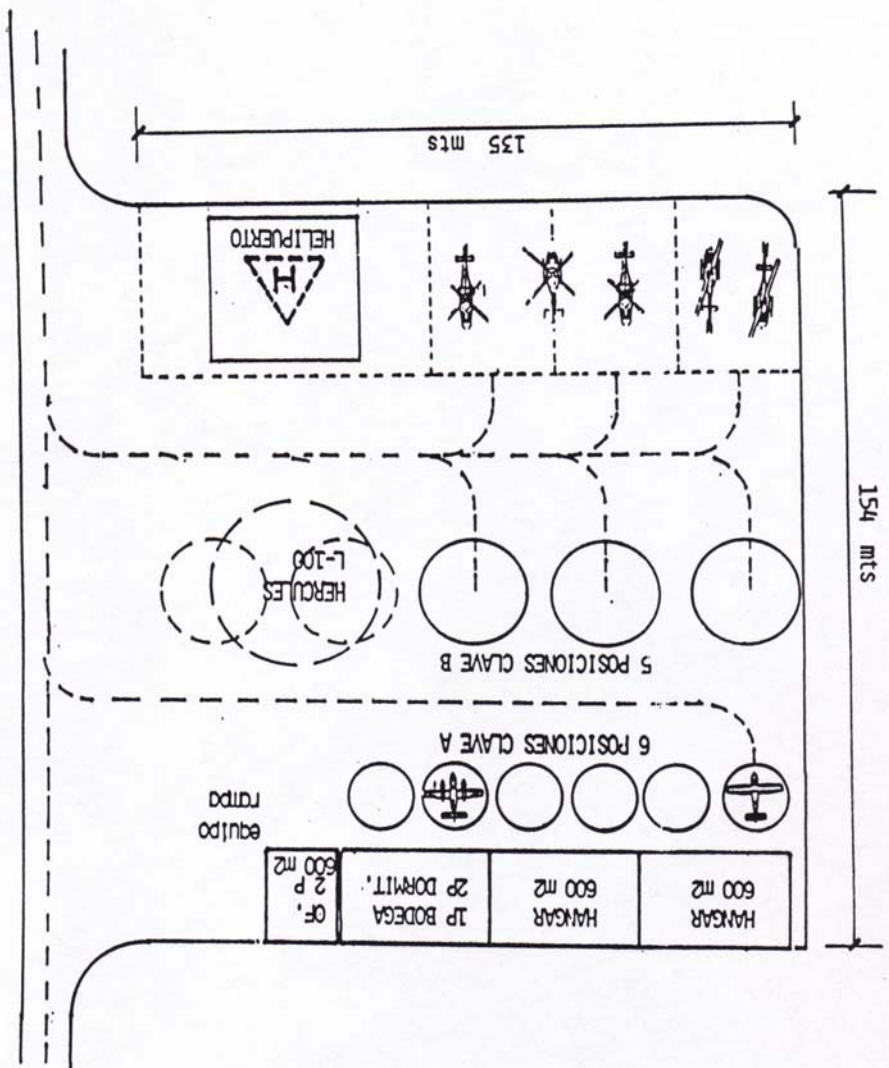 HANGAR
600 m2
HANGAR
600 m2
1P BODEGA
2P DORMIT.
OF.
2 P
600 m2
equipo
rampa
6 POSICIONES CLAVE A
5 POSICIONES CLAVE B
HERCULES
L-100
154 mts
H
HELIPUERTO
135 mts